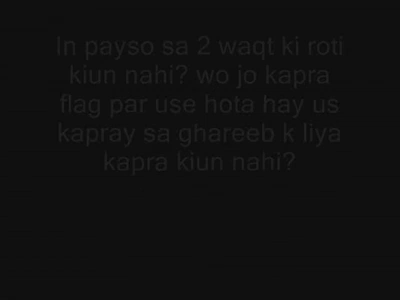 In payso sa 2 waqt ki roti
kiun nahi? wo jo kapra
flag par use hota hay us
kapray sa ghareeb k liya
kapra kiun nahi?